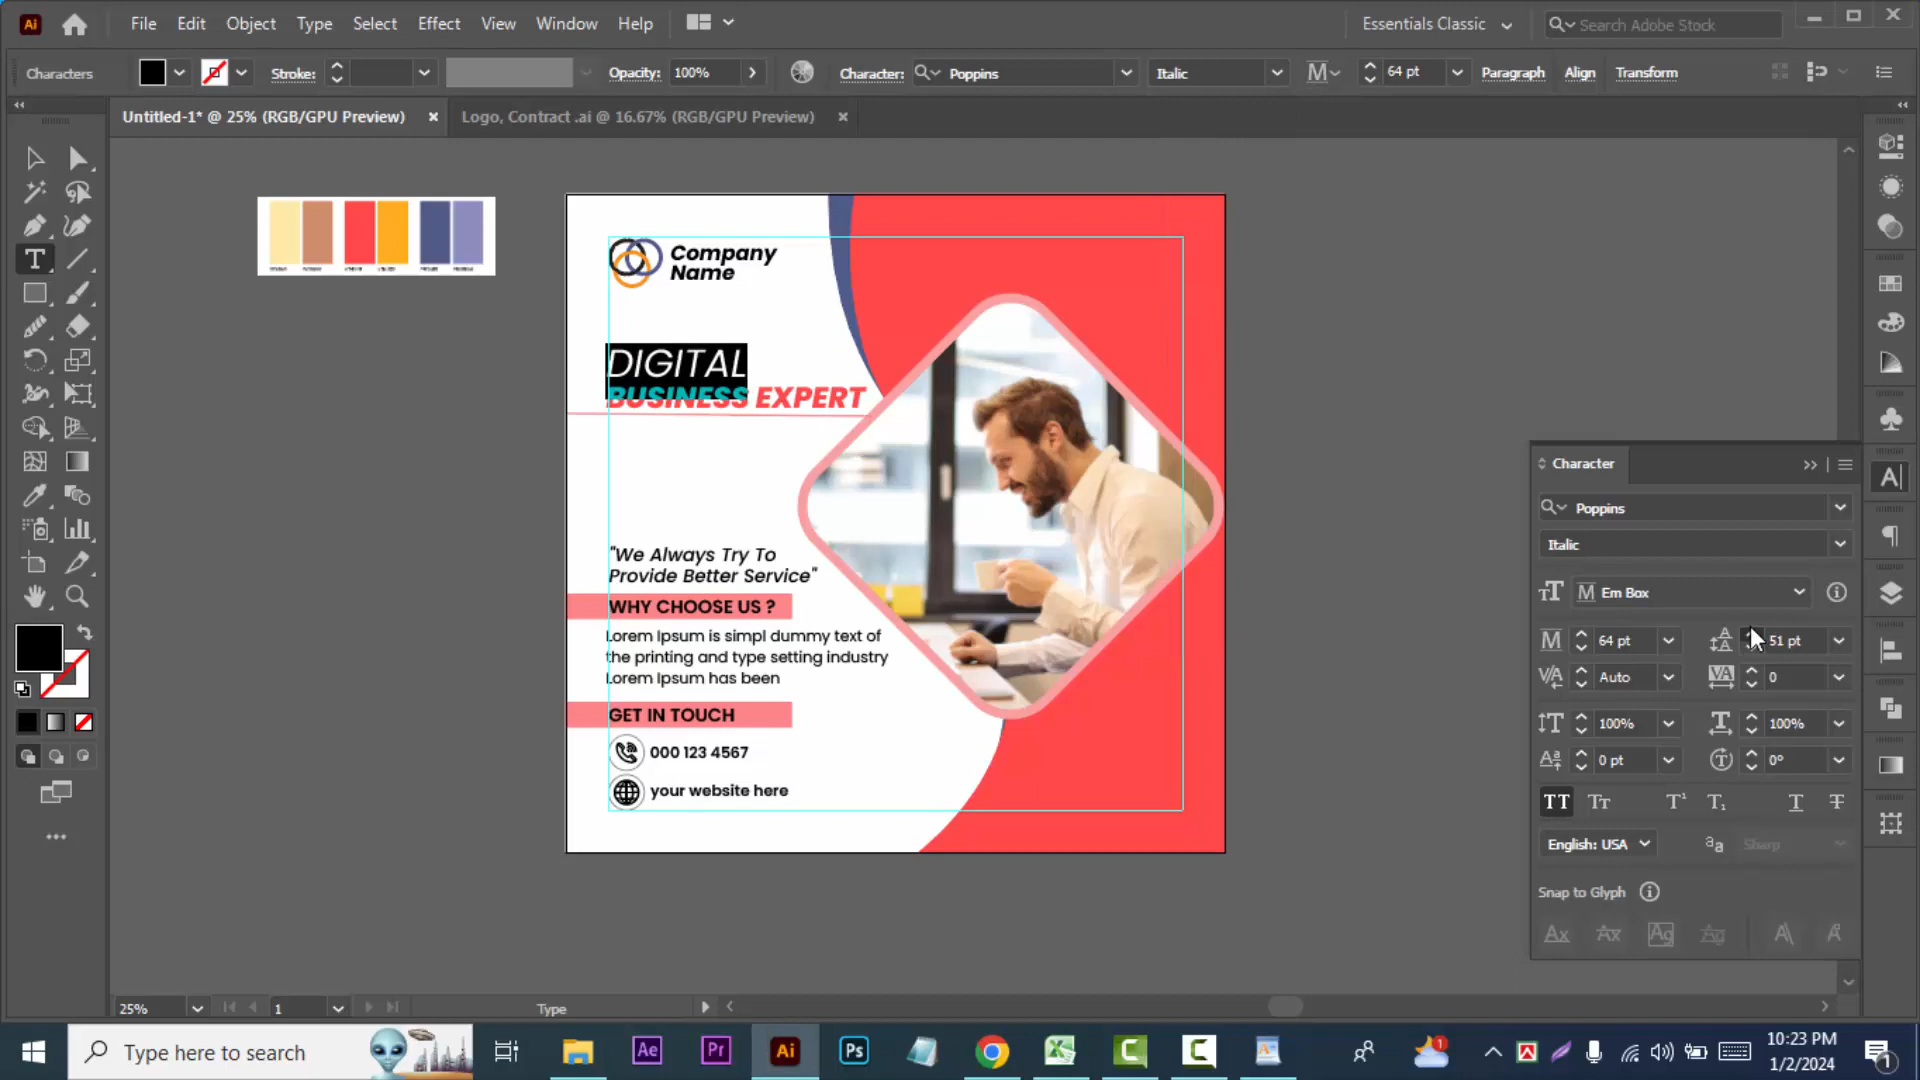 File Edit Object Type Select Effect View Window Help
Essentials Classic
Search Adobe Stock
Characters
Stroke:
Opacity: 100%
Character: Poppins
Italic
64 pt
Paragraph Align Transform
Untitled-1* @ 25% (RGB/GPU Preview)
Logo, Contract .ai @ 16.67% (RGB/GPU Preview)
Company
Name
DIGITAL
BUSINESS EXPERT
"We Always Try To
Provide Better Service"
WHY CHOOSE US ?
Lorem Ipsum is simpl dummy text of
the printing and type setting industry
Lorem Ipsum has been
GET IN TOUCH
000 123 4567
your website here
Character
Poppins
Italic
Em Box
64 pt 51 pt
Auto 0
100% 100%
0 pt 0°
English: USA
Sharp
Snap to Glyph
25%
1
Type
Type here to search
10:23 PM
1/2/2024